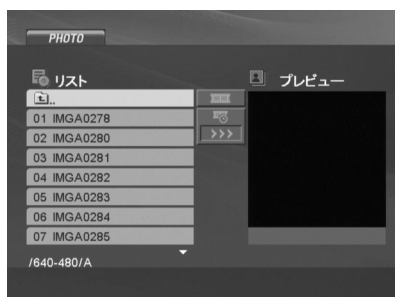 PHOTO
リスト
プレビュー
..
01 IMGA0278
02 IMGA0280
03 IMGA0281
04 IMGA0282
05 IMGA0283
06 IMGA0284
07 IMGA0285
>>>
/640-480/A